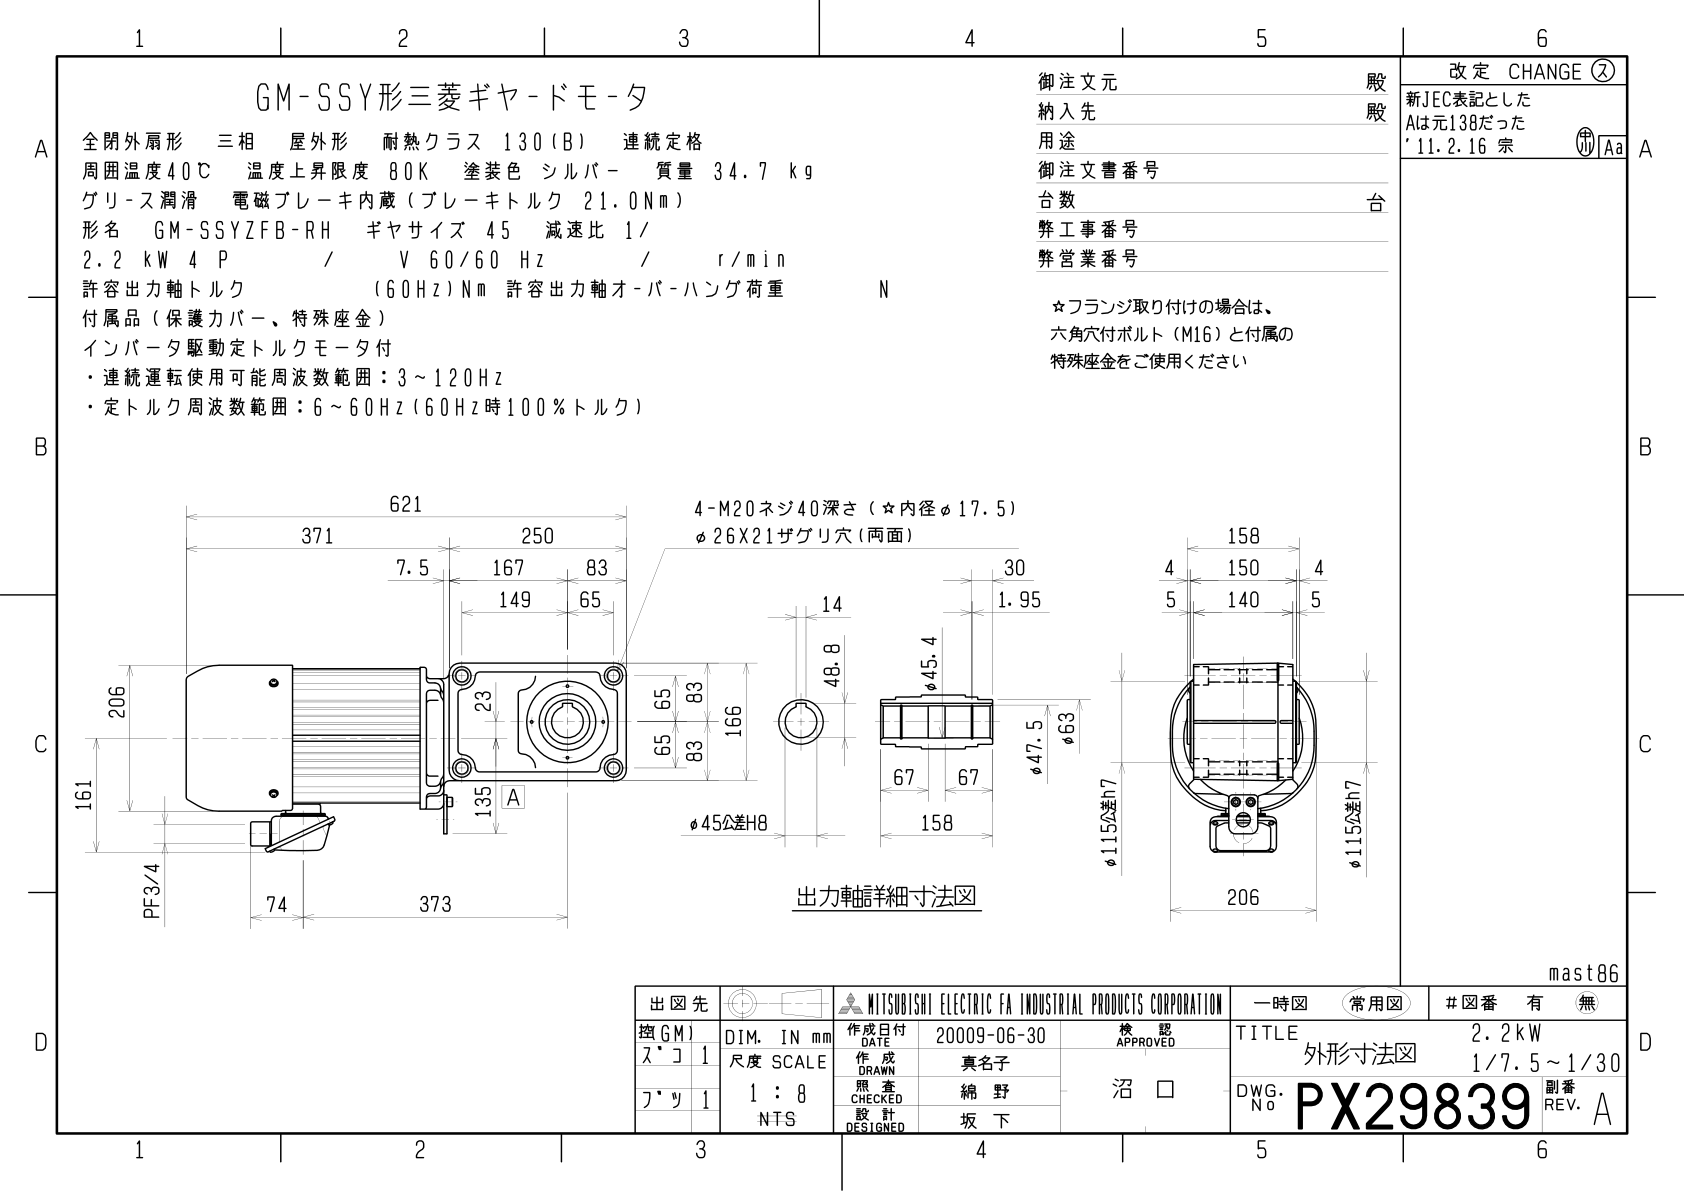 1 2 3 4 5 6
GM-SSY形三菱ギヤードモータ
全閉外扇形 三相 屋外形 耐熱クラス 130(B) 連続定格
周囲温度40℃ 温度上昇限度 80K 塗装色 シルバー 質量 34.7 kg
グリース潤滑 電磁ブレーキ内蔵(ブレーキトルク 21.0Nm)
形名 GM-SSYZFB-RH ギヤサイズ 45 減速比 1/
2.2 kW 4 P / V 60/60 Hz / r/min
許容出力軸トルク (60Hz)Nm 許容出力軸オーバーハング荷重 N
付属品(保護カバー、特殊座金)
インバータ駆動定トルクモータ付
・連続運転使用可能周波数範囲:3~120Hz
・定トルク周波数範囲:6~60Hz(60Hz時100%トルク)
御注文元 殿
納入先 殿
用途
御注文書番号
台数 台
弊工事番号
弊営業番号
☆フランジ取り付けの場合は、
六角穴付ボルト(M16)と付属の
特殊座金をご使用ください
改定 CHANGE ス
新JEC表記とした
Aは元138だった
'11.2.16 宗
中川 Aa
A A
B B
C C
D D
621
371 250
7.5 167 83
149 65
4-M20ネジ40深さ(☆内径φ17.5)
φ26X21ザグリ穴(両面)
206
161
23
135
A
65 83
65 83
166
PF3/4
74 373
14
48.8
φ45公差H8
30
1.95
φ45.4
φ47.5
φ63
67 67
158
出力軸詳細寸法図
158
4 150 4
5 140 5
φ115公差h7
φ115公差h7
206
mast86
出図先
控(GM)
ズコ 1
ブツ 1
MITSUBISHI ELECTRIC FA INDUSTRIAL PRODUCTS CORPORATION
DIM. IN mm
尺度 SCALE
1 : 8
NTS
作成日付 DATE 20009-06-30
作成 DRAWN 真名子
照査 CHECKED 綿野
設計 DESIGNED 坂下
検認 APPROVED
沼口
一時図 常用図 #図番 有 無
TITLE
外形寸法図
2.2kW
1/7.5~1/30
DWG. No PX29839
副番 REV. A
1 2 3 4 5 6